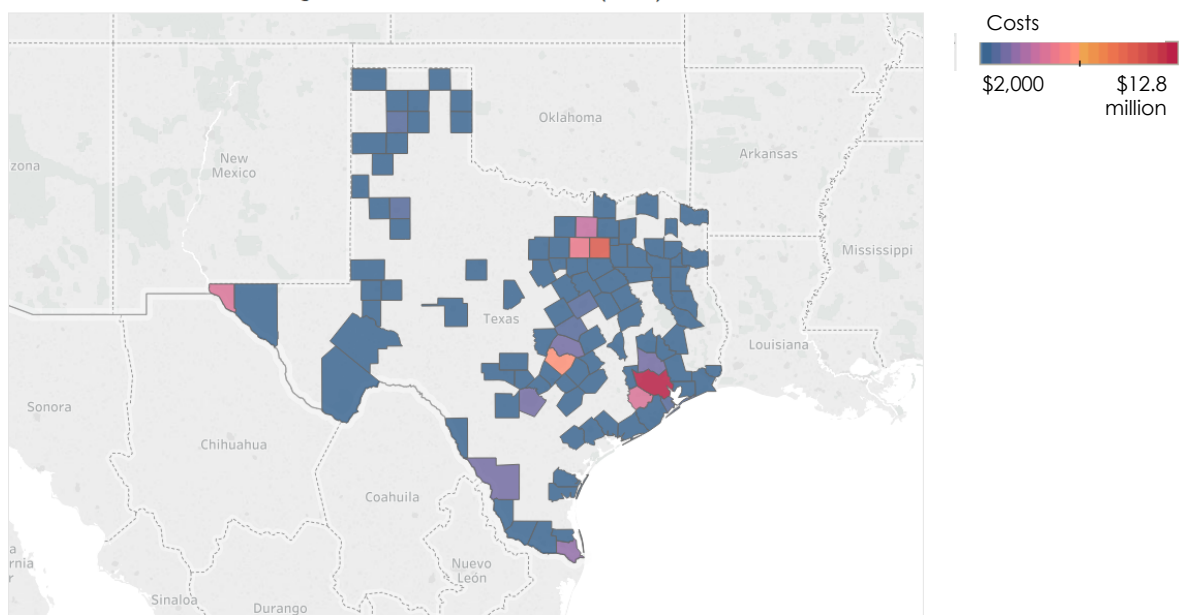 Costs
$2,000
$12.8
million
Oklahoma
zona
New
Mexico
Arkansas
Mississippi
Texas
Louisiana
Sonora
Chihuahua
Coahuila
a
rnia
r
Nuevo
León
Sinaloa
Durango